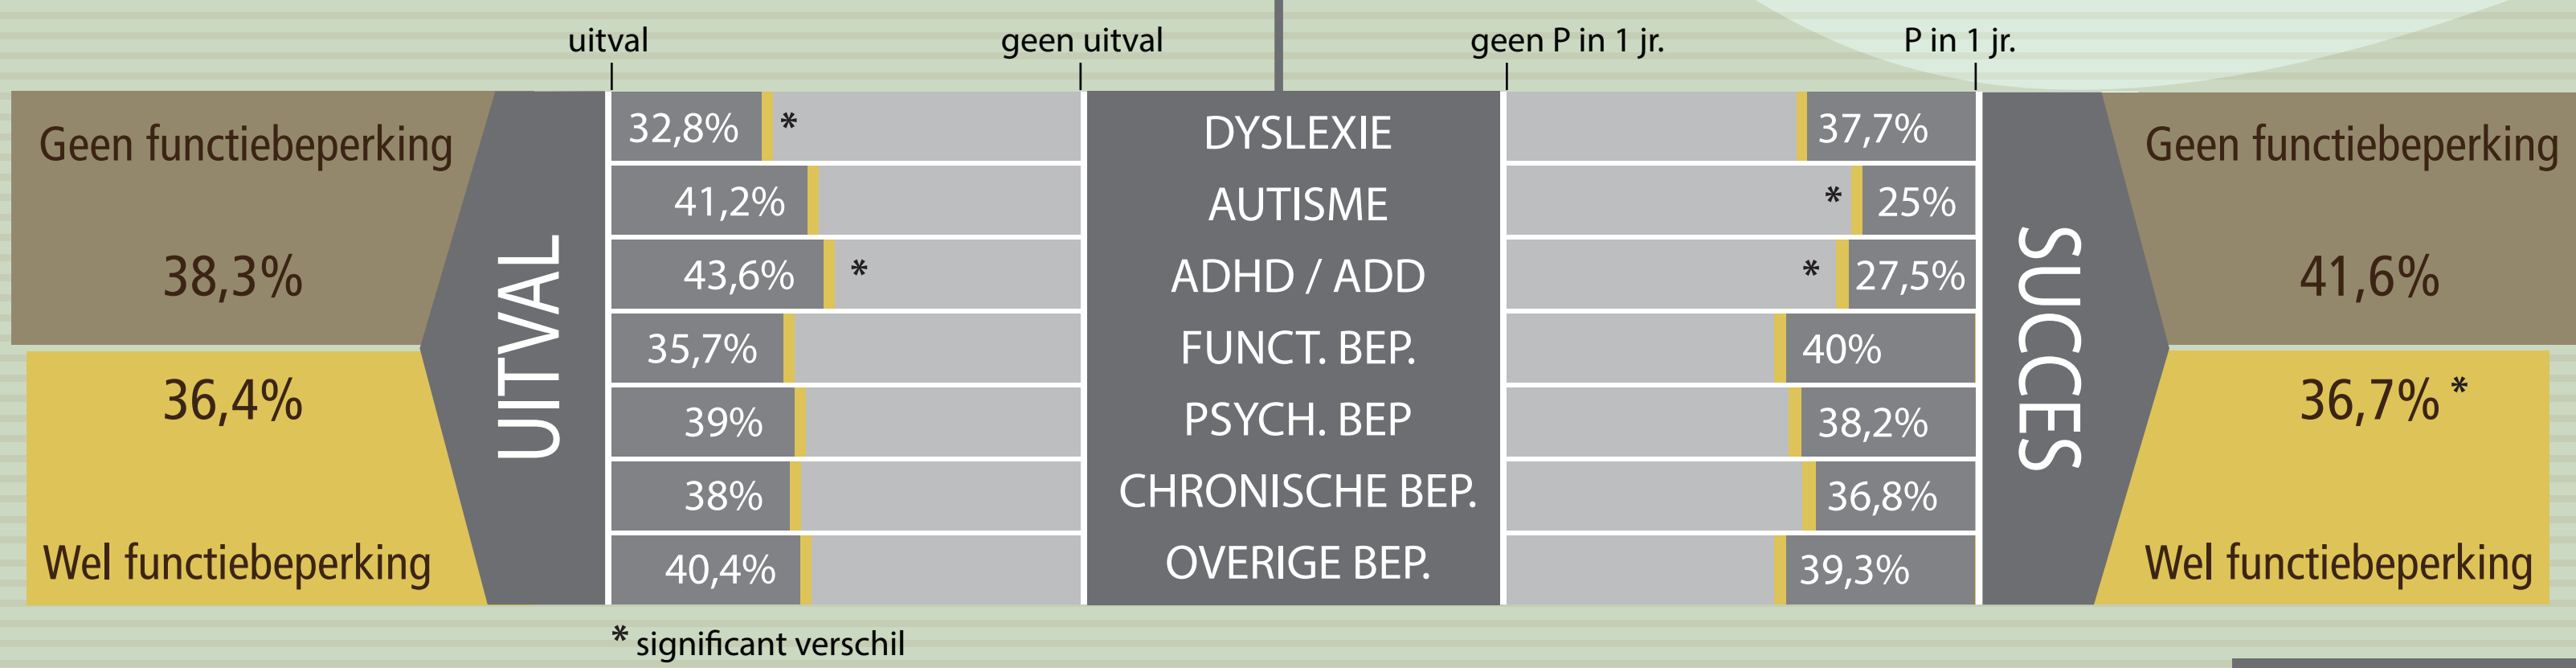 uitval
geen uitval
geen P in 1 jr.
P in 1 jr.
Geen functiebeperking
38,3%
36,4%
Wel functiebeperking
UITVAL
32,8% *
41,2%
43,6% *
35,7%
39%
38%
40,4%
DYSLEXIE
AUTISME
ADHD / ADD
FUNCT. BEP.
PSYCH. BEP
CHRONISCHE BEP.
OVERIGE BEP.
37,7%
* 25%
* 27,5%
40%
38,2%
36,8%
39,3%
SUCCES
Geen functiebeperking
41,6%
36,7% *
Wel functiebeperking
* significant verschil